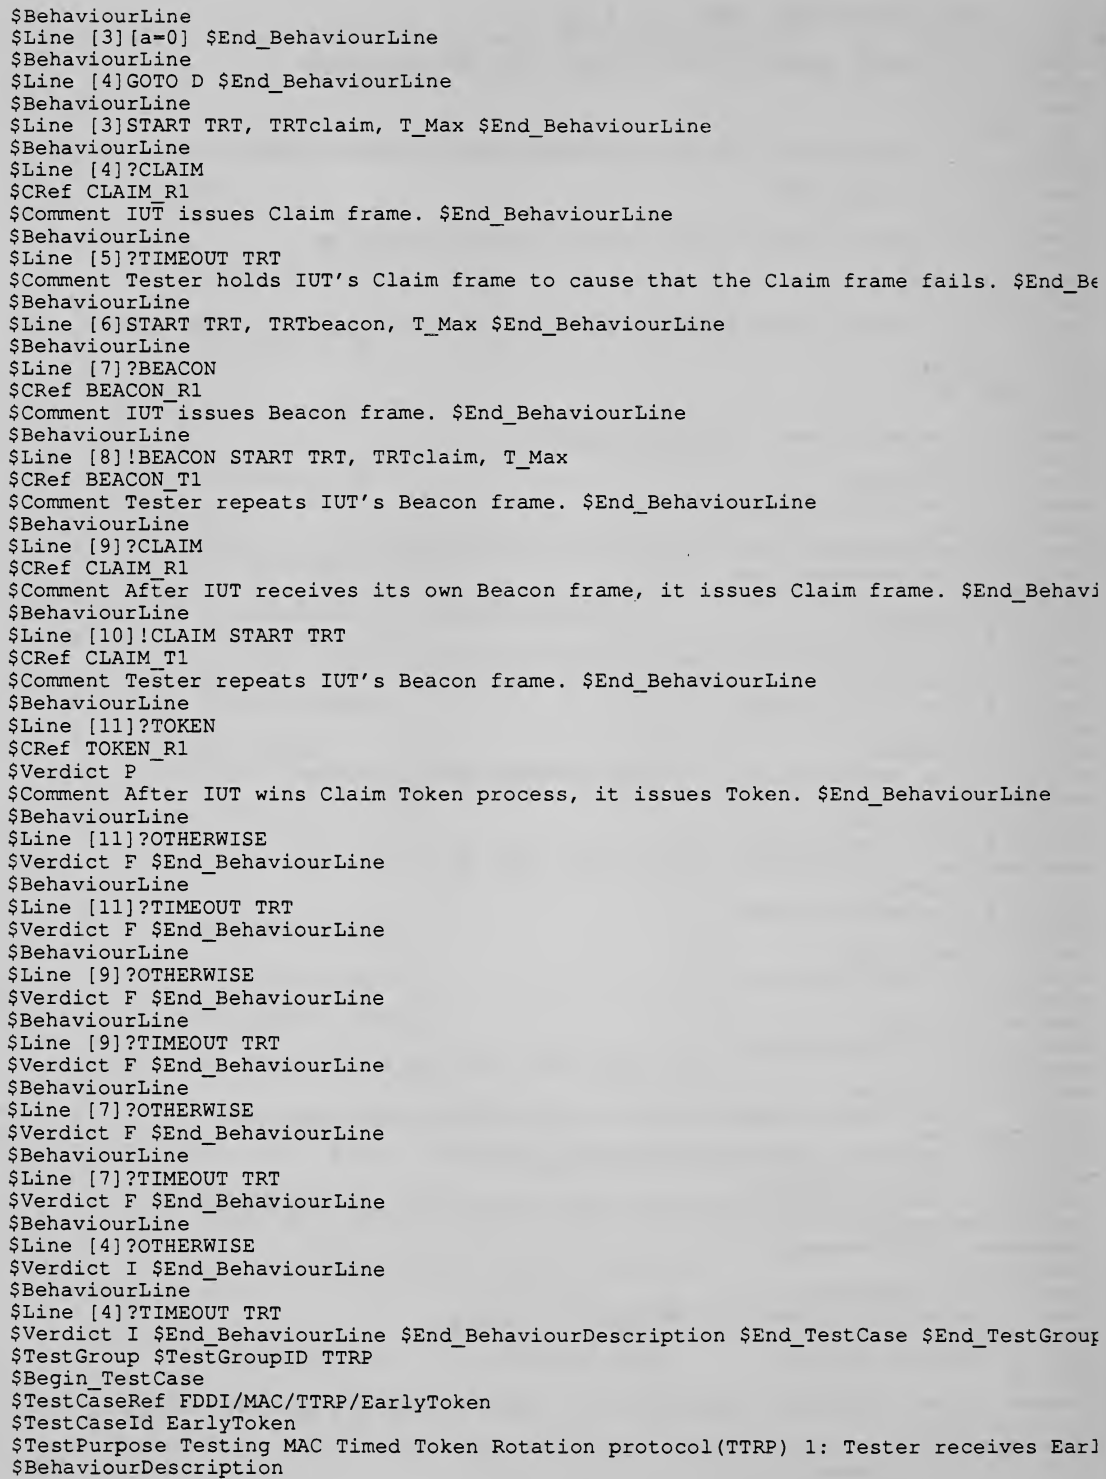 $BehaviourLine
$Line [3][a=0] $End_BehaviourLine
$BehaviourLine
$Line [4]GOTO D $End_BehaviourLine
$BehaviourLine
$Line [3]START TRT, TRTclaim, T_Max $End_BehaviourLine
$BehaviourLine
$Line [4]?CLAIM
$CRef CLAIM_R1
$Comment IUT issues Claim frame. $End_BehaviourLine
$BehaviourLine
$Line [5]?TIMEOUT TRT
$Comment Tester holds IUT's Claim frame to cause that the Claim frame fails. $End_Be
$BehaviourLine
$Line [6]START TRT, TRTbeacon, T_Max $End_BehaviourLine
$BehaviourLine
$Line [7]?BEACON
$CRef BEACON_R1
$Comment IUT issues Beacon frame. $End_BehaviourLine
$BehaviourLine
$Line [8]!BEACON START TRT, TRTclaim, T_Max
$CRef BEACON_T1
$Comment Tester repeats IUT's Beacon frame. $End_BehaviourLine
$BehaviourLine
$Line [9]?CLAIM
$CRef CLAIM_R1
$Comment After IUT receives its own Beacon frame, it issues Claim frame. $End_Behavi
$BehaviourLine
$Line [10]!CLAIM START TRT
$CRef CLAIM_T1
$Comment Tester repeats IUT's Beacon frame. $End_BehaviourLine
$BehaviourLine
$Line [11]?TOKEN
$CRef TOKEN_R1
$Verdict P
$Comment After IUT wins Claim Token process, it issues Token. $End_BehaviourLine
$BehaviourLine
$Line [11]?OTHERWISE
$Verdict F $End_BehaviourLine
$BehaviourLine
$Line [11]?TIMEOUT TRT
$Verdict F $End_BehaviourLine
$BehaviourLine
$Line [9]?OTHERWISE
$Verdict F $End_BehaviourLine
$BehaviourLine
$Line [9]?TIMEOUT TRT
$Verdict F $End_BehaviourLine
$BehaviourLine
$Line [7]?OTHERWISE
$Verdict F $End_BehaviourLine
$BehaviourLine
$Line [7]?TIMEOUT TRT
$Verdict F $End_BehaviourLine
$BehaviourLine
$Line [4]?OTHERWISE
$Verdict I $End_BehaviourLine
$BehaviourLine
$Line [4]?TIMEOUT TRT
$Verdict I $End_BehaviourLine $End_BehaviourDescription $End_TestCase $End_TestGroup
$TestGroup $TestGroupID TTRP
$Begin_TestCase
$TestCaseRef FDDI/MAC/TTRP/EarlyToken
$TestCaseId EarlyToken
$TestPurpose Testing MAC Timed Token Rotation protocol(TTRP) 1: Tester receives Earl
$BehaviourDescription